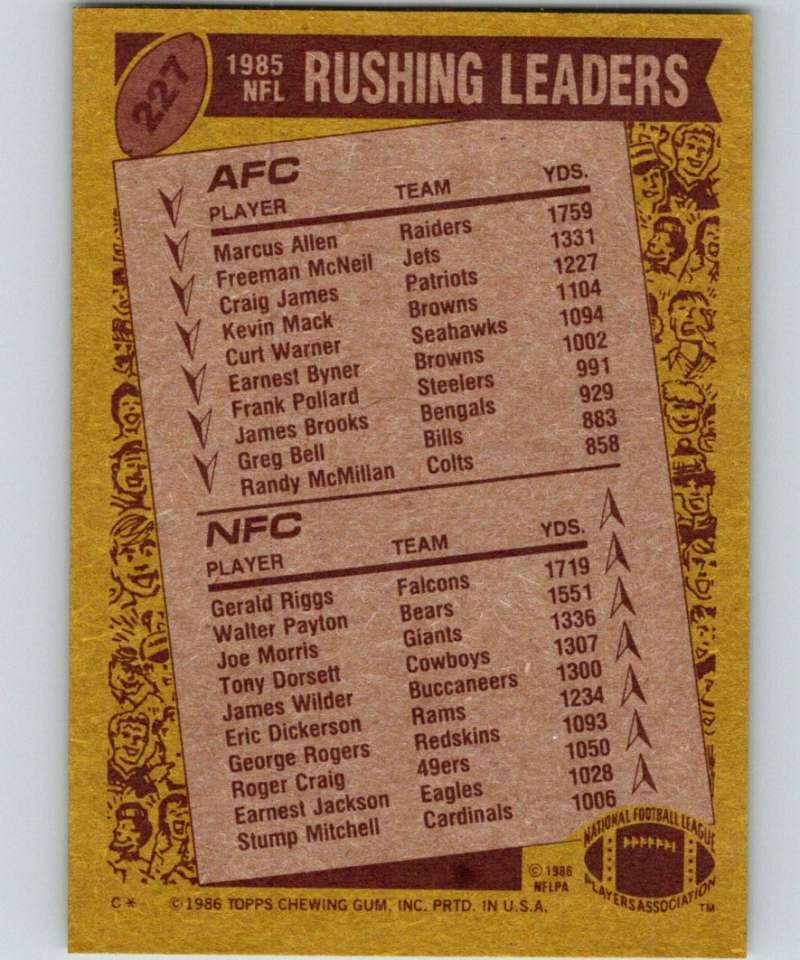 227
1985 NFL RUSHING LEADERS
AFC
PLAYER TEAM YDS.
Marcus Allen Raiders 1759
Freeman McNeil Jets 1331
Craig James Patriots 1227
Kevin Mack Browns 1104
Curt Warner Seahawks 1094
Earnest Byner Browns 1002
Frank Pollard Steelers 991
James Brooks Bengals 929
Greg Bell Bills 883
Randy McMillan Colts 858
NFC
PLAYER TEAM YDS.
Gerald Riggs Falcons 1719
Walter Payton Bears 1551
Joe Morris Giants 1336
Tony Dorsett Cowboys 1307
James Wilder Buccaneers 1300
Eric Dickerson Rams 1234
George Rogers Redskins 1093
Roger Craig 49ers 1050
Earnest Jackson Eagles 1028
Stump Mitchell Cardinals 1006
NATIONAL FOOTBALL LEAGUE
PLAYERS ASSOCIATION
TM
© 1986
NFLPA
C * © 1986 TOPPS CHEWING GUM, INC. PRTD. IN U.S.A.